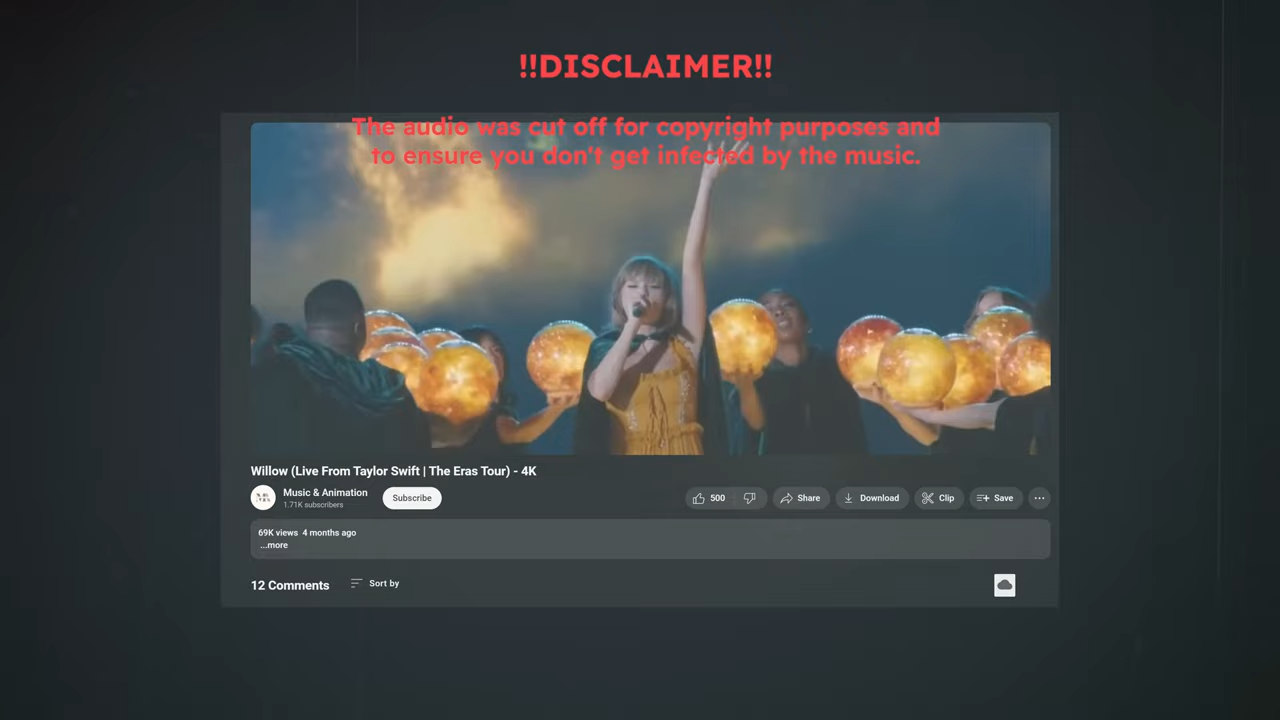 !!DISCLAIMER!!
The audio was cut off for copyright purposes and
to ensure you don't get infected by the music.
Willow (Live From Taylor Swift | The Eras Tour) - 4K
Music & Animation
1.71K subscribers
Subscribe
500
Share
Download
Clip
Save
69K views 4 months ago
...more
12 Comments
Sort by